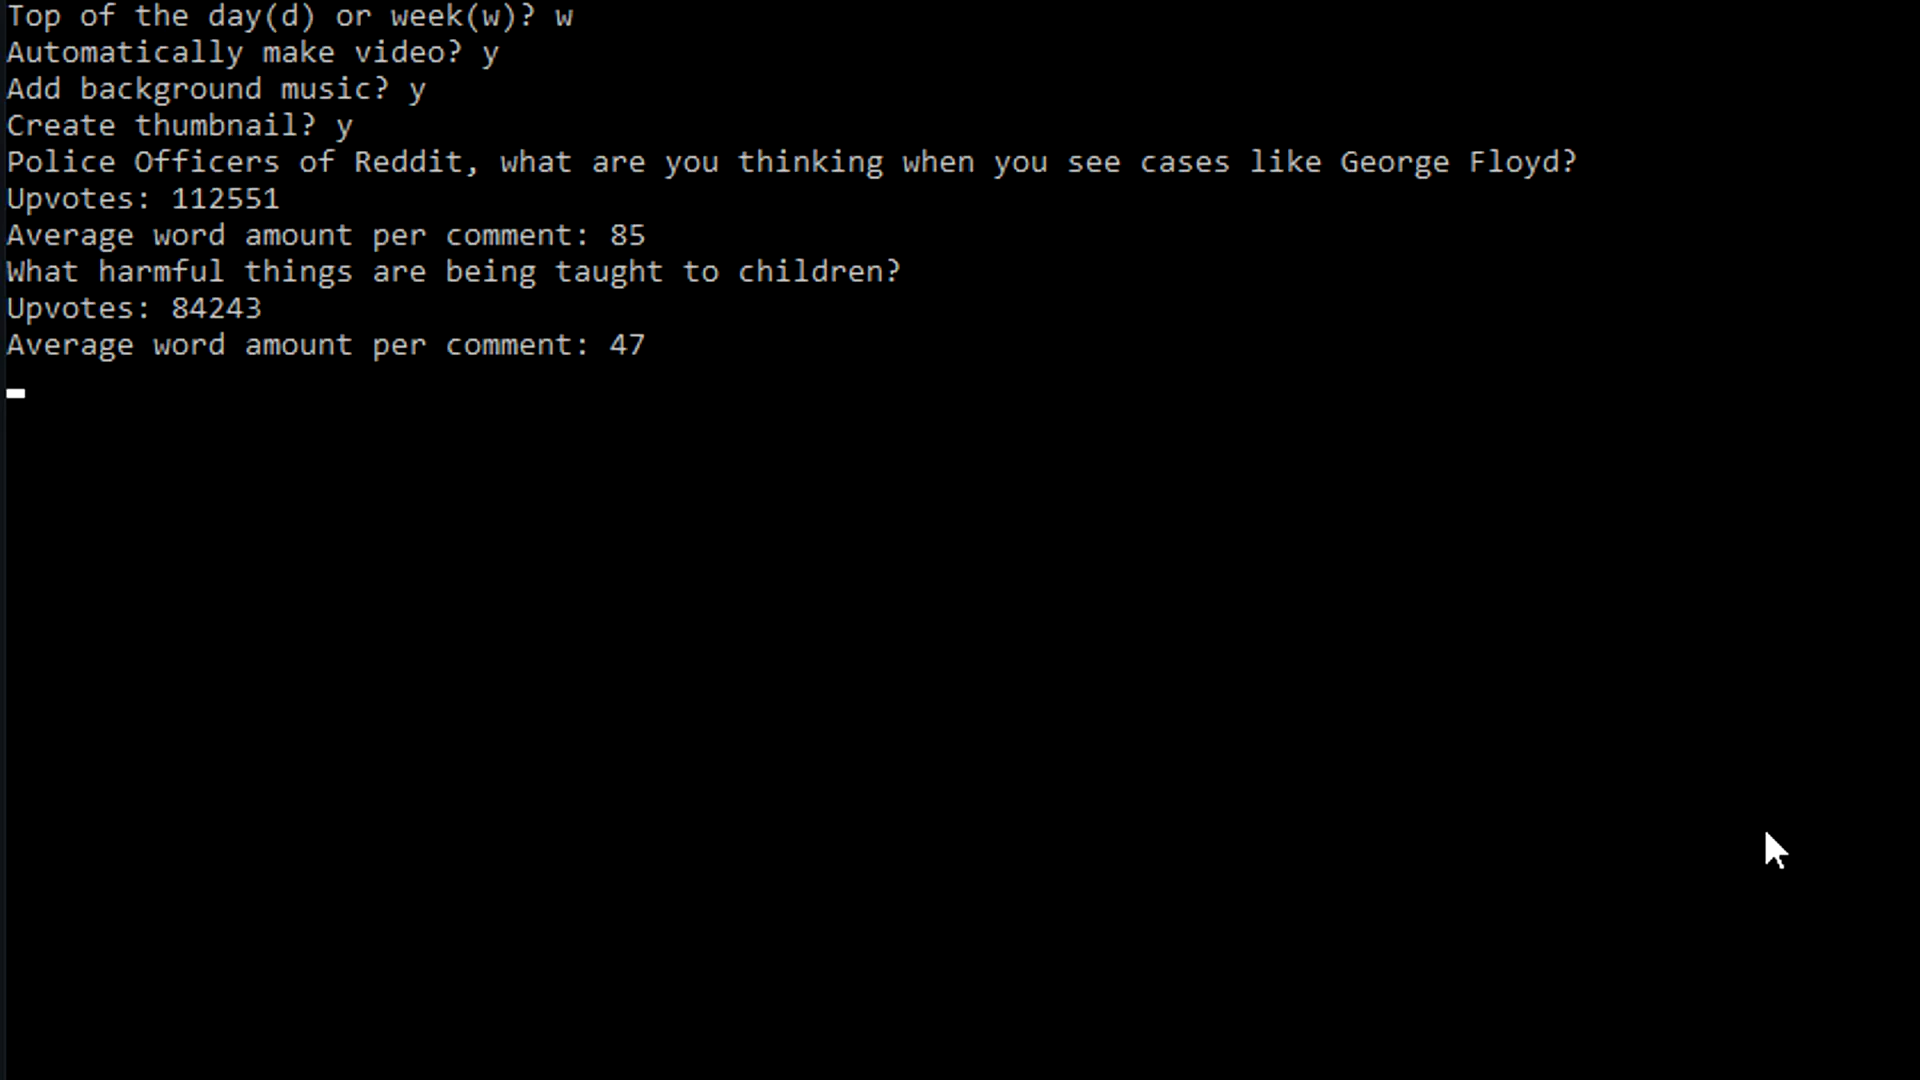 Top of the day(d) or week(w)? w
Automatically make video? y
Add background music? y
Create thumbnail? y
Police Officers of Reddit, what are you thinking when you see cases like George Floyd?
Upvotes: 112551
Average word amount per comment: 85
What harmful things are being taught to children?
Upvotes: 84243
Average word amount per comment: 47